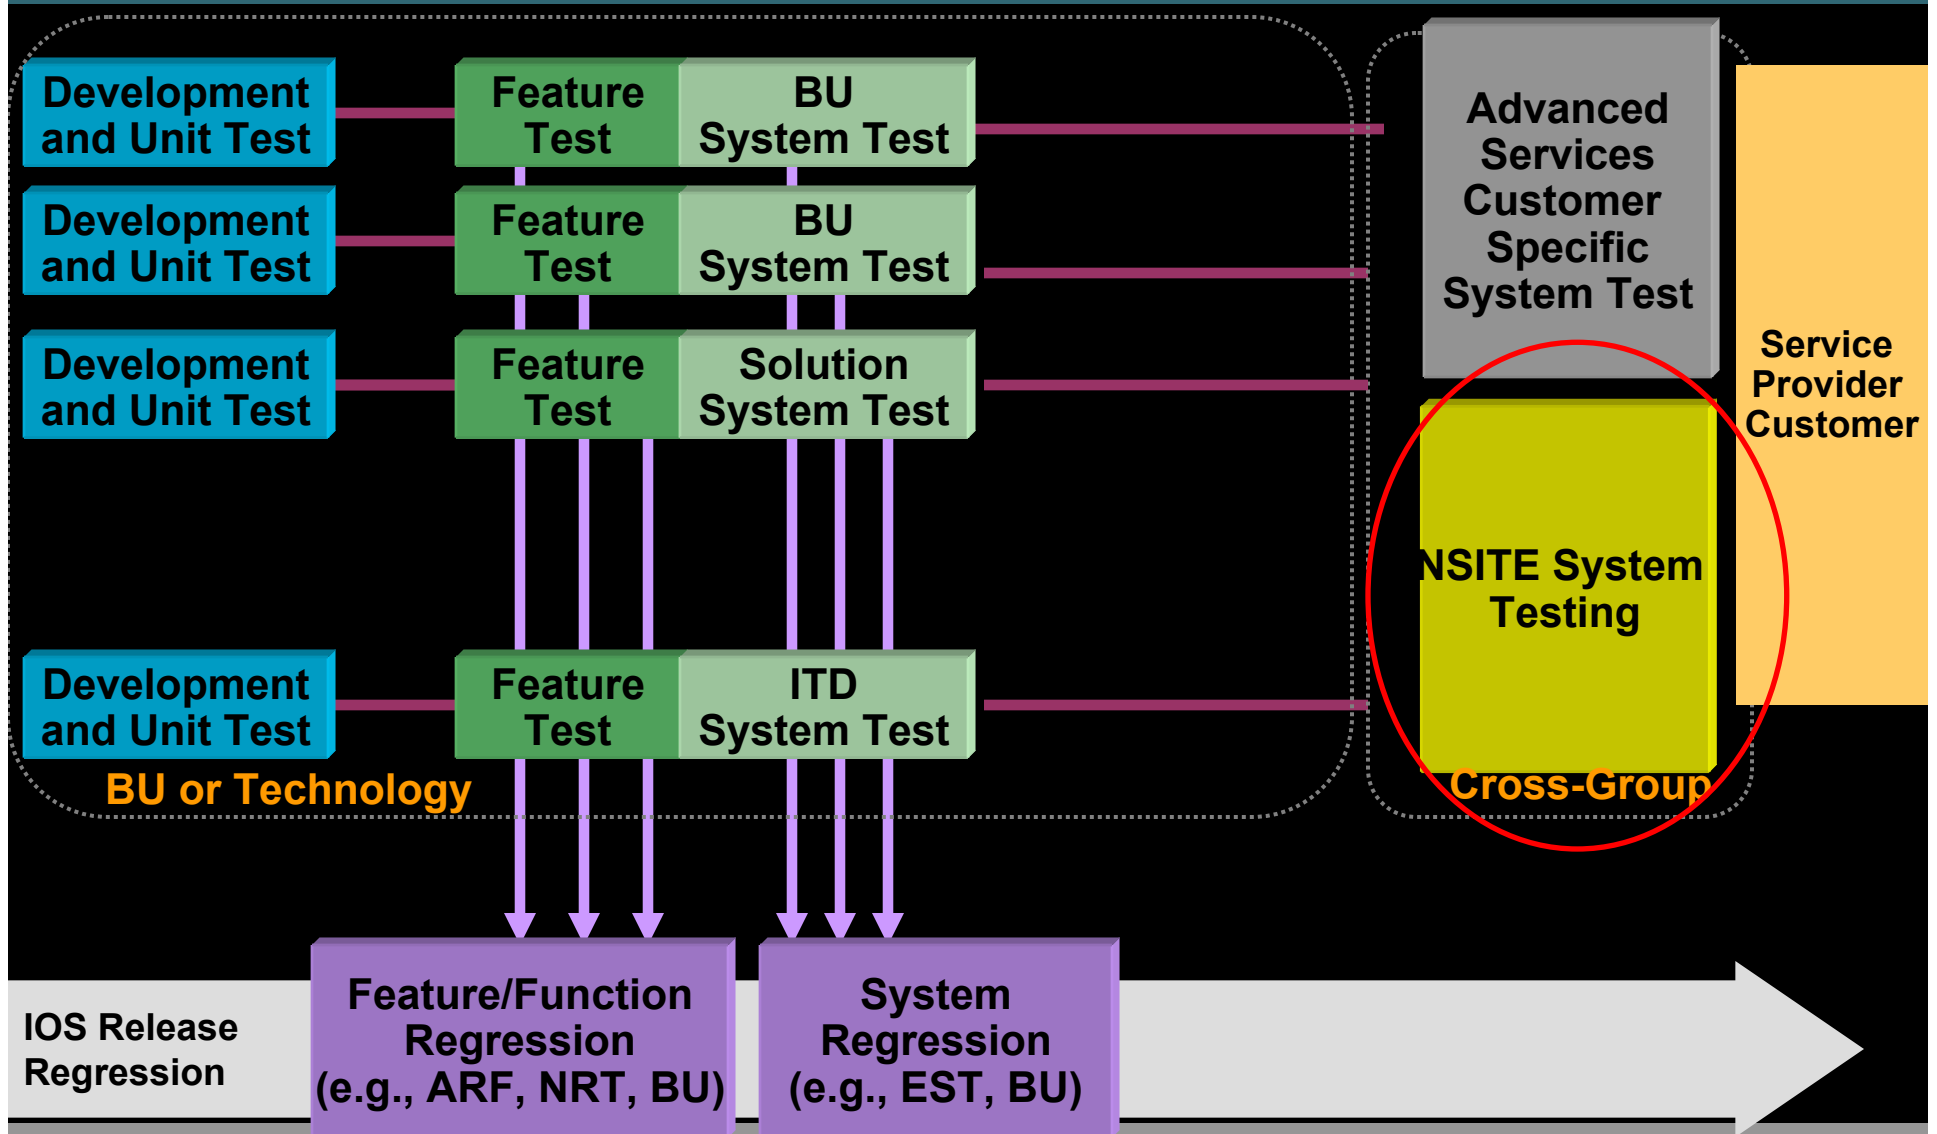 Development
and Unit Test
Feature
Test
BU
System Test
Development
and Unit Test
Feature
Test
BU
System Test
Development
and Unit Test
Feature
Test
Solution
System Test
Development
and Unit Test
Feature
Test
ITD
System Test
BU or Technology
Advanced
Services
Customer
Specific
System Test
NSITE System
Testing
Cross-Group
Service
Provider
Customer
IOS Release
Regression
Feature/Function
Regression
(e.g., ARF, NRT, BU)
System
Regression
(e.g., EST, BU)